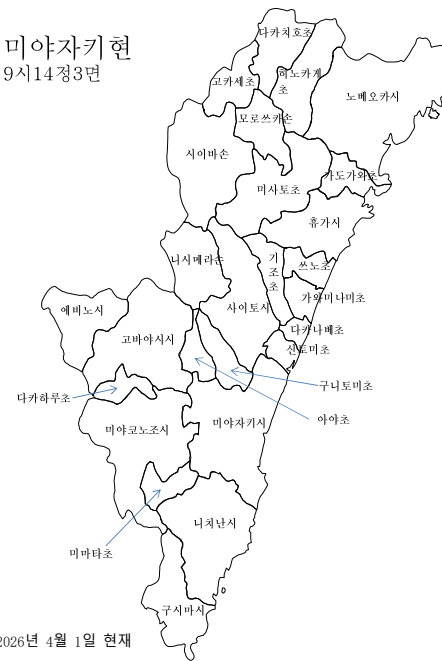 미야자키현
9시14정3면
다카치호초
히노카게
초
고카세초
노베오카시
모로쓰카손
시이바손
가도가와초
미사토초
휴가시
니시메라손
기
조
초
쓰노초
가와미나미초
사이토시
에비노시
다카나베초
고바야시시
신토미초
구니토미초
다카하루초
아야초
미야코노조시
미야자키시
니치난시
미마타초
구시마시
2026년 4월 1일 현재